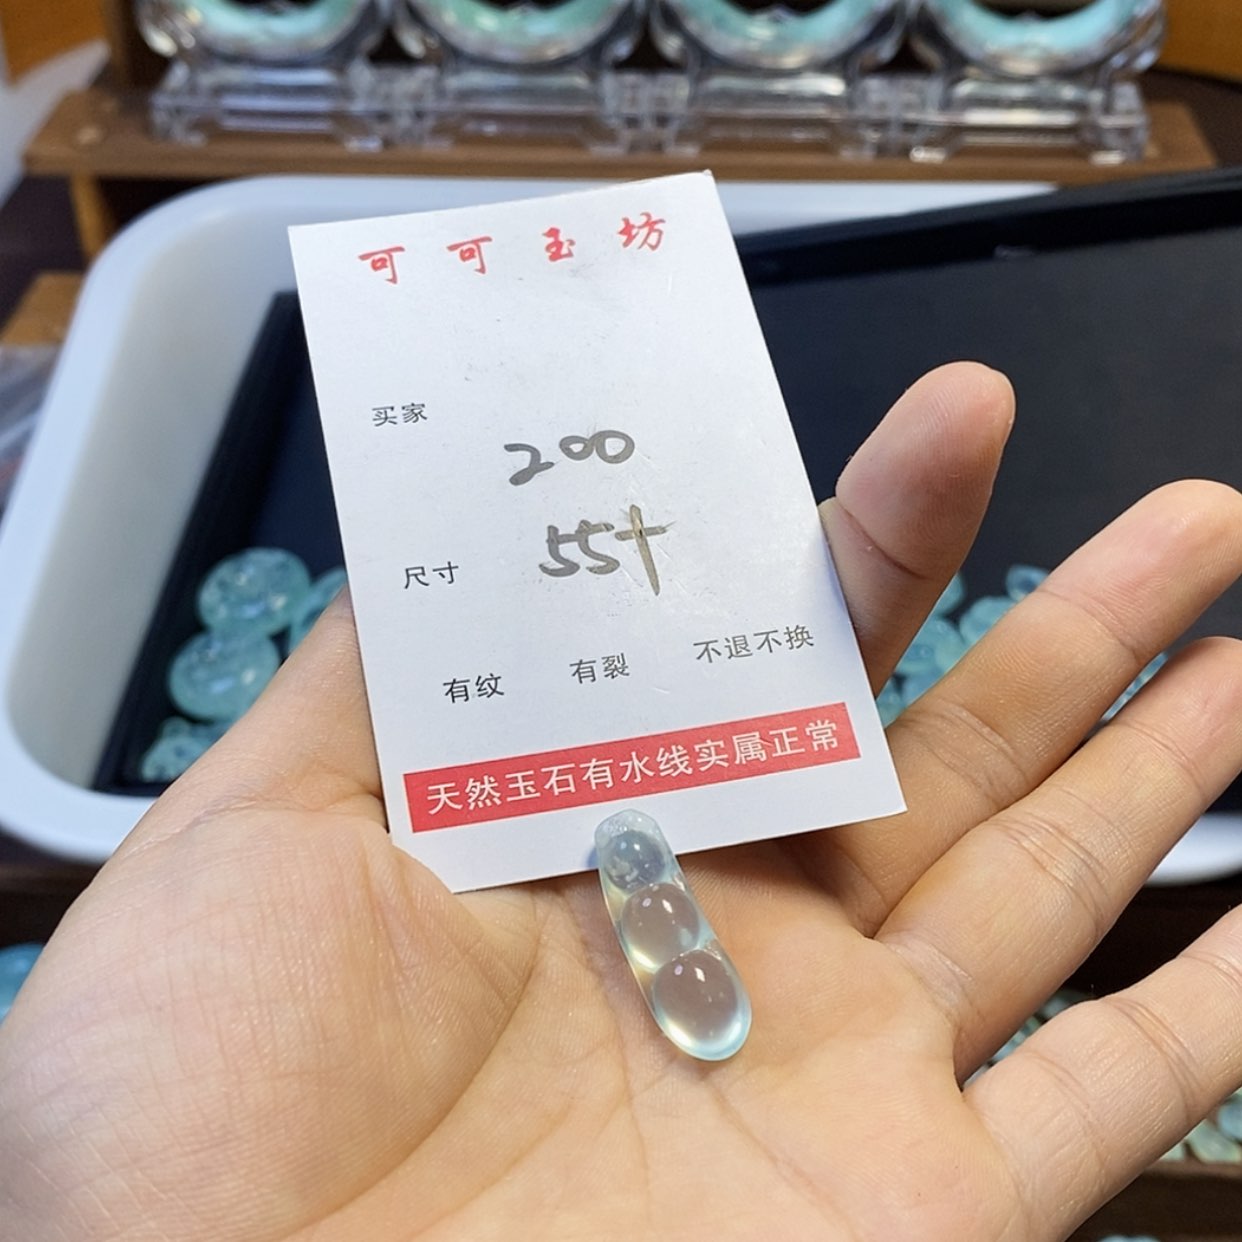 可可玉坊
买家
200
尺寸 55+
有纹 有裂 不退不换
天然玉石有水线实属正常